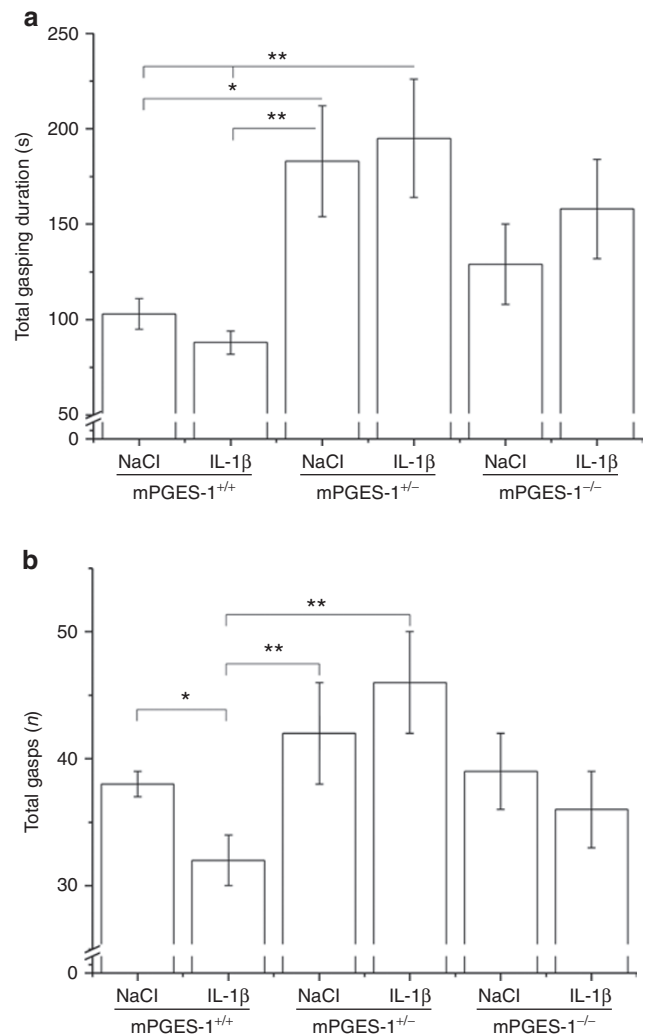 a
250
200
150
100
50
0
Total gasping duration (s)
**
*
**
NaCl IL-1β NaCl IL-1β NaCl IL-1β
mPGES-1+/+ mPGES-1+/– mPGES-1–/–
b
50
40
30
0
Total gasps (n)
**
**
*
NaCl IL-1β NaCl IL-1β NaCl IL-1β
mPGES-1+/+ mPGES-1+/– mPGES-1–/–